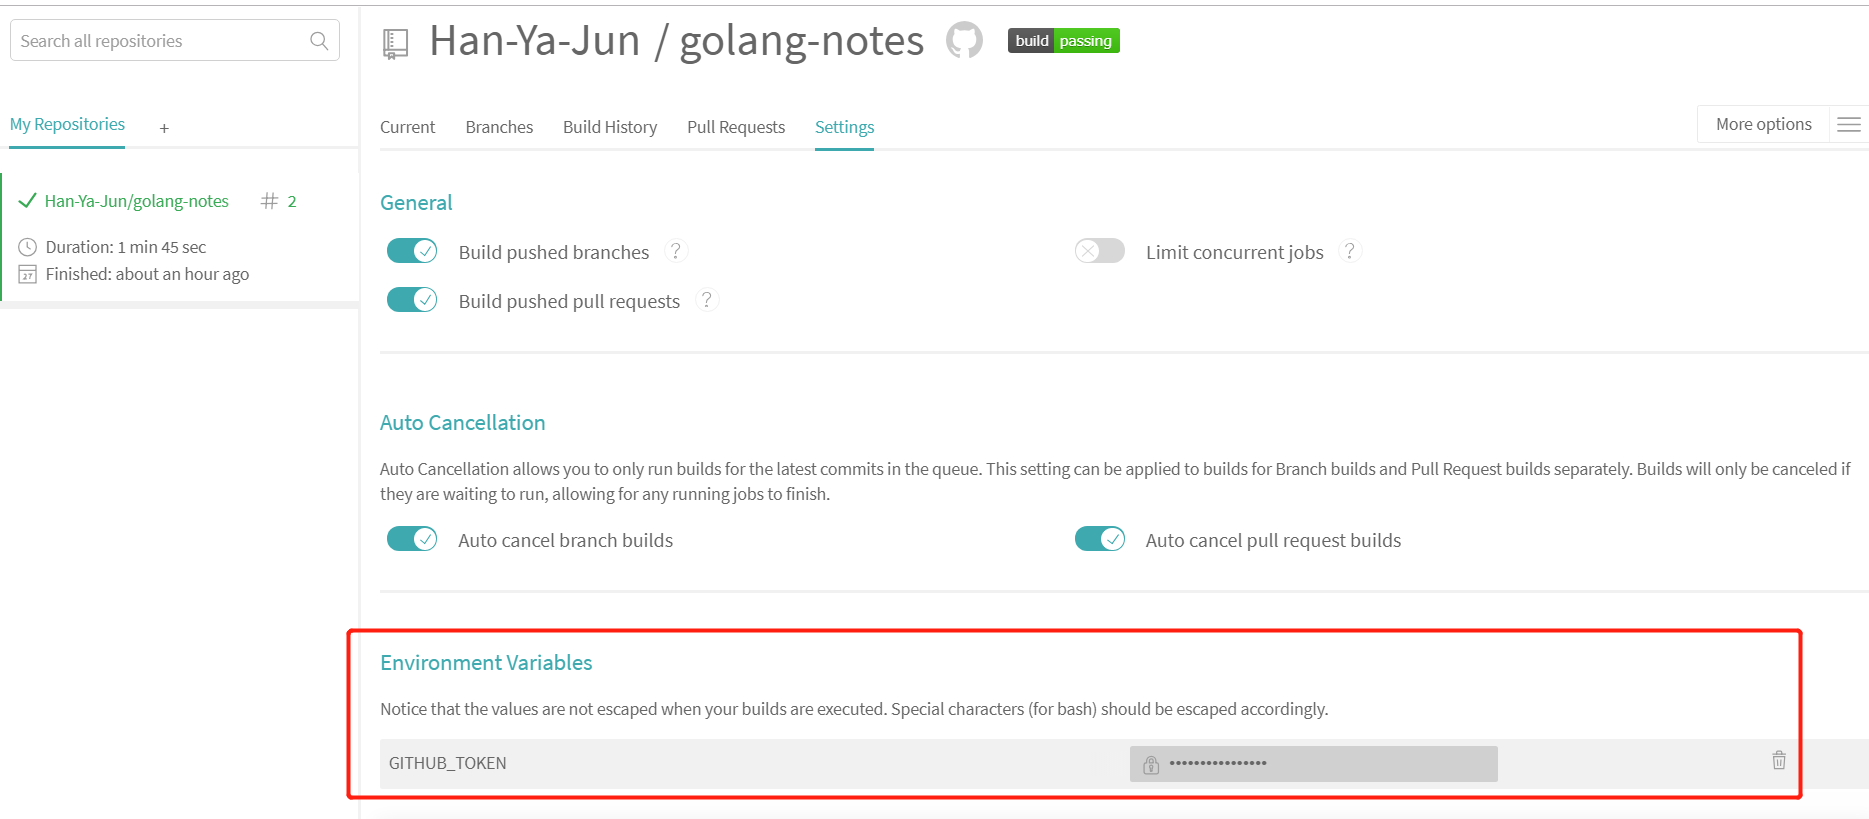 Search all repositories
My Repositories +
Han-Ya-Jun/golang-notes # 2
Duration: 1 min 45 sec
27 Finished: about an hour ago
Han-Ya-Jun / golang-notes build passing
Current Branches Build History Pull Requests Settings More options
General
Build pushed branches ? Limit concurrent jobs ?
Build pushed pull requests ?
Auto Cancellation
Auto Cancellation allows you to only run builds for the latest commits in the queue. This setting can be applied to builds for Branch builds and Pull Request builds separately. Builds will only be canceled if
they are waiting to run, allowing for any running jobs to finish.
Auto cancel branch builds Auto cancel pull request builds
Environment Variables
Notice that the values are not escaped when your builds are executed. Special characters (for bash) should be escaped accordingly.
GITHUB_TOKEN ••••••••••••••••